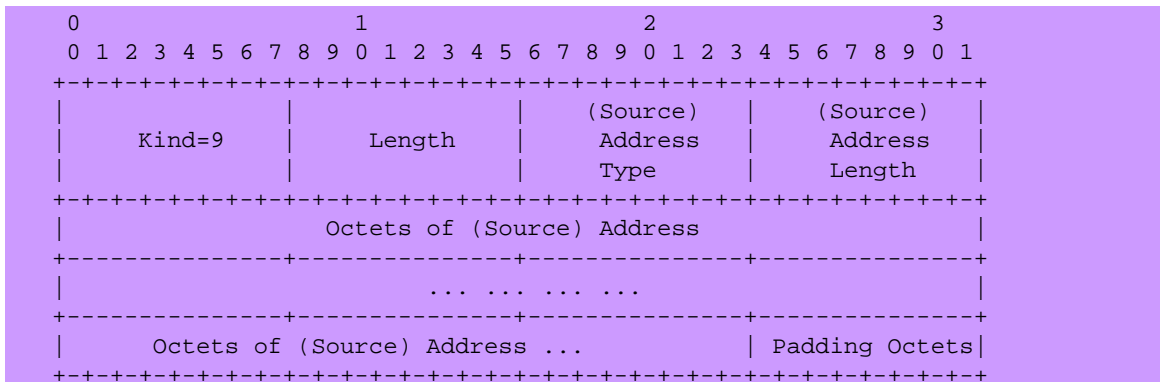 0                   1                   2                   3
 0 1 2 3 4 5 6 7 8 9 0 1 2 3 4 5 6 7 8 9 0 1 2 3 4 5 6 7 8 9 0 1
+-+-+-+-+-+-+-+-+-+-+-+-+-+-+-+-+-+-+-+-+-+-+-+-+-+-+-+-+-+-+-+-+
|               |               |    (Source)   |    (Source)   |
|     Kind=9    |    Length     |     Address   |     Address   |
|               |               |     Type      |     Length    |
+-+-+-+-+-+-+-+-+-+-+-+-+-+-+-+-+-+-+-+-+-+-+-+-+-+-+-+-+-+-+-+-+
|                  Octets of (Source) Address                   |
+---------------+---------------+---------------+---------------+
|                         ... ... ... ...                       |
+---------------+---------------+---------------+---------------+
|      Octets of (Source) Address ...           | Padding Octets|
+-+-+-+-+-+-+-+-+-+-+-+-+-+-+-+-+-+-+-+-+-+-+-+-+-+-+-+-+-+-+-+-+